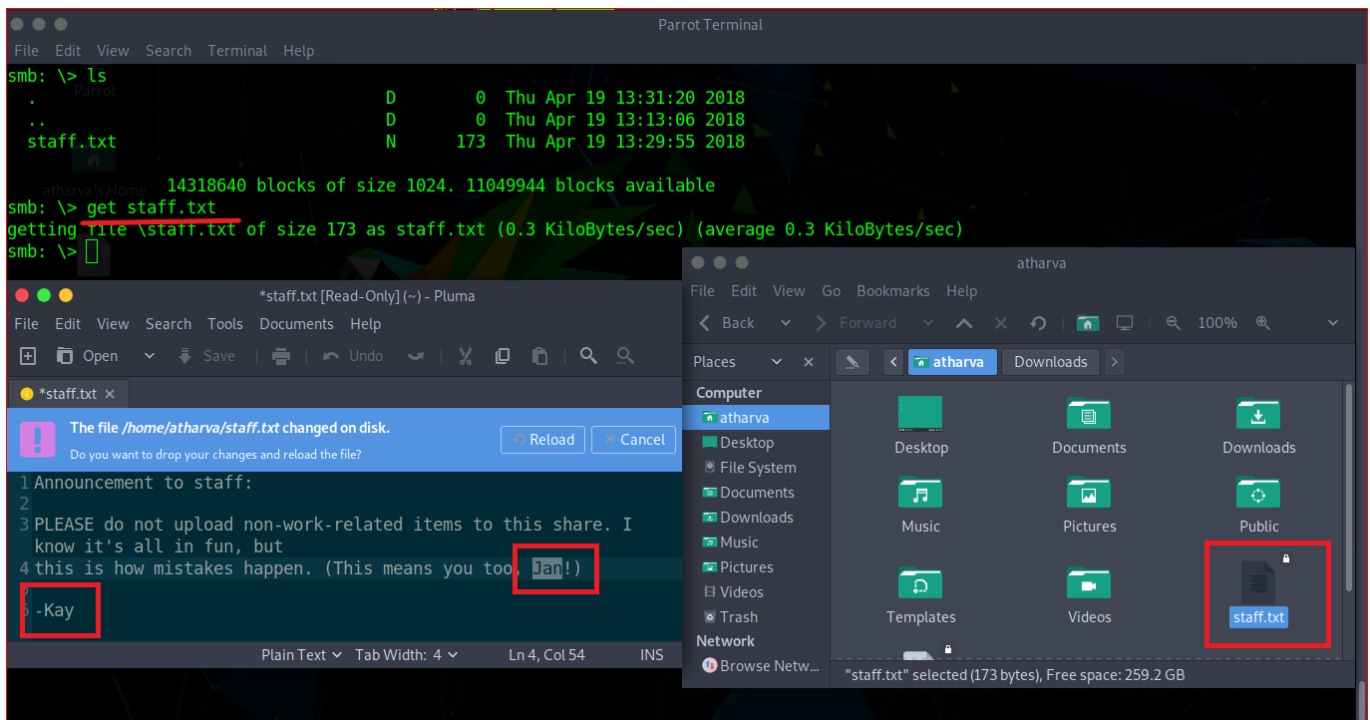 Parrot Terminal
File Edit View Search Terminal Help
smb: \> ls
Parrot
. D 0 Thu Apr 19 13:31:20 2018
.. D 0 Thu Apr 19 13:13:06 2018
staff.txt N 173 Thu Apr 19 13:29:55 2018
atharva's Home
14318640 blocks of size 1024. 11049944 blocks available
smb: \> get staff.txt
getting file \staff.txt of size 173 as staff.txt (0.3 KiloBytes/sec) (average 0.3 KiloBytes/sec)
smb: \>
*staff.txt [Read-Only] (~) - Pluma
File Edit View Search Tools Documents Help
Open Save Undo
*staff.txt
The file /home/atharva/staff.txt changed on disk.
Do you want to drop your changes and reload the file?
Reload Cancel
1 Announcement to staff:
2
3 PLEASE do not upload non-work-related items to this share. I
know it's all in fun, but
4 this is how mistakes happen. (This means you too, Jan!)
-Kay
Plain Text Tab Width: 4 Ln 4, Col 54 INS
atharva
File Edit View Go Bookmarks Help
Back Forward 100%
Places
atharva Downloads
Computer
atharva
Desktop
File System
Documents
Downloads
Music
Pictures
Videos
Trash
Network
Browse Netw...
Desktop Documents Downloads
Music Pictures Public
Templates Videos staff.txt
"staff.txt" selected (173 bytes), Free space: 259.2 GB